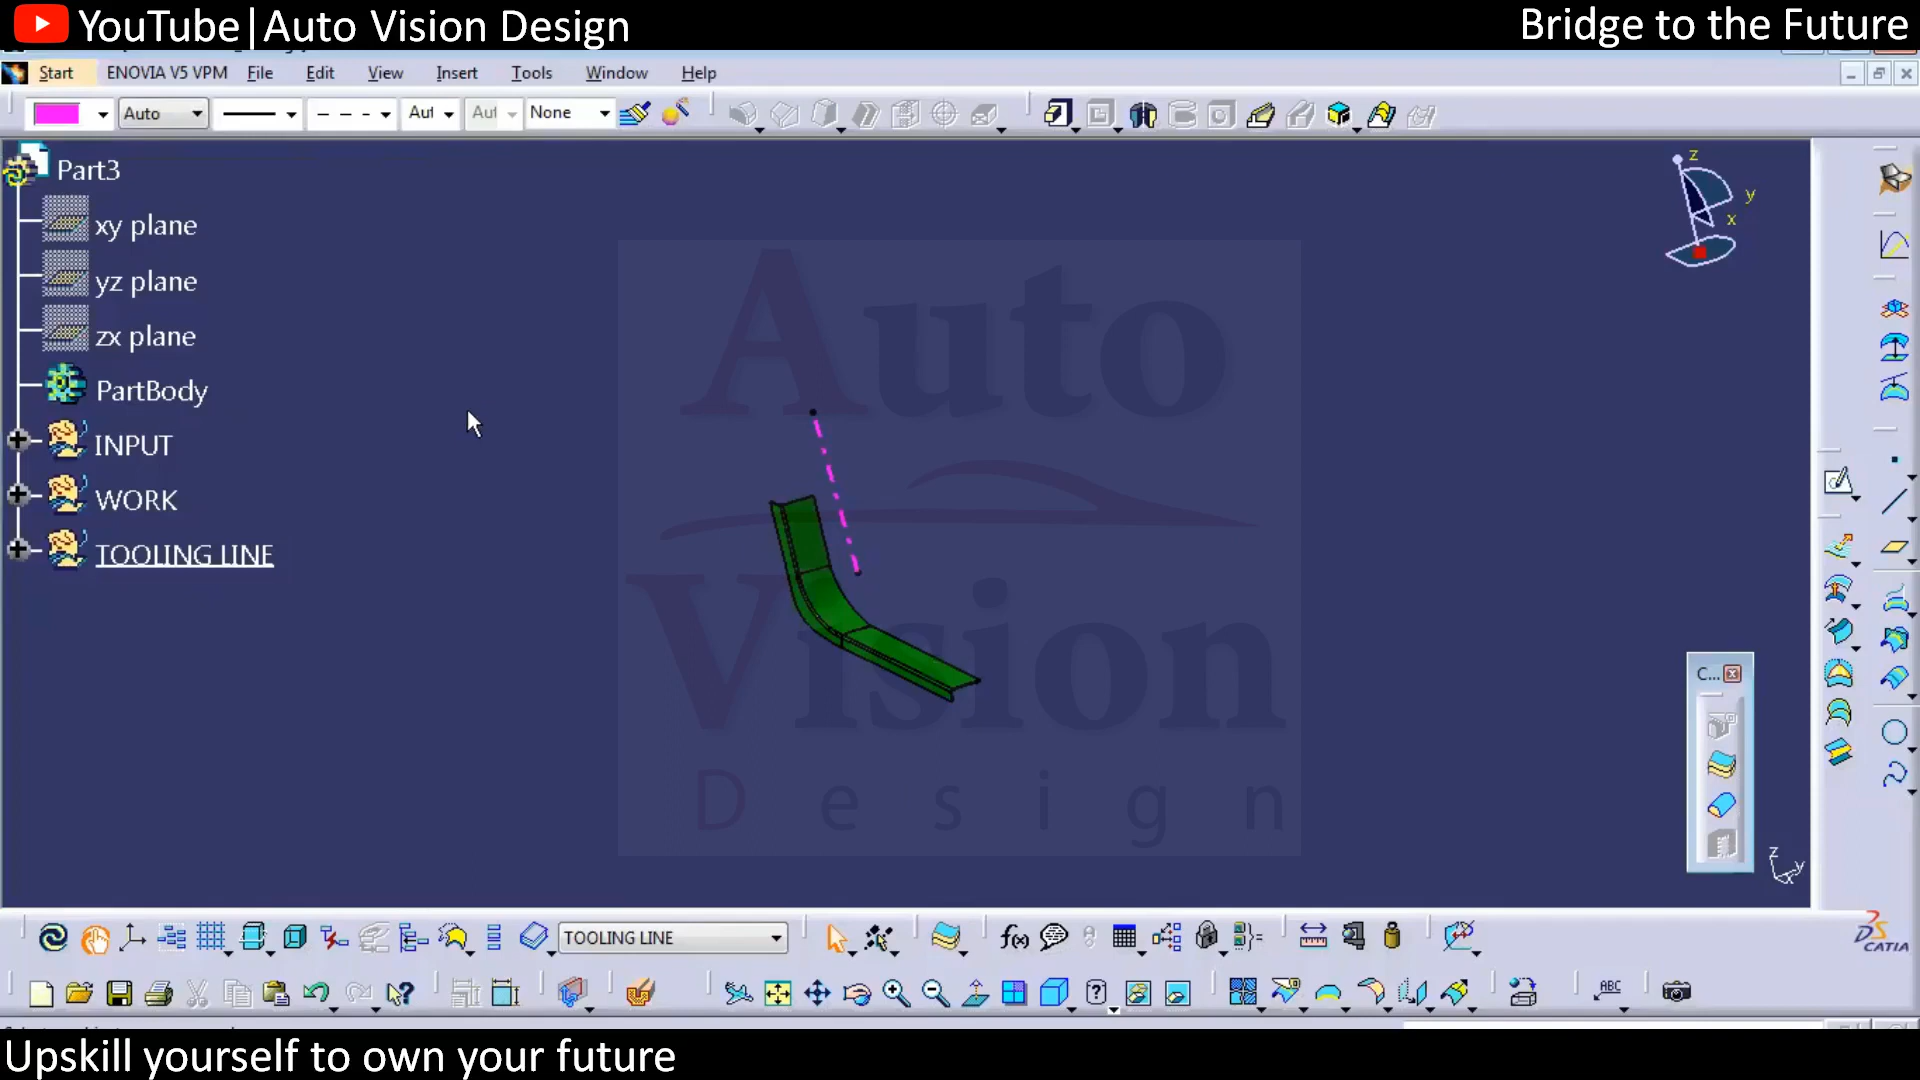 YouTube|Auto Vision Design
Bridge to the Future
Start ENOVIA V5 VPM File Edit View Insert Tools Window Help
Auto Aut Aut None
Part3
xy plane
yz plane
zx plane
PartBody
INPUT
WORK
TOOLING LINE
z
y
x
Auto
Vision
Design
C...
z
y
x
TOOLING LINE
f(x)
DS
CATIA
ABC
Upskill yourself to own your future